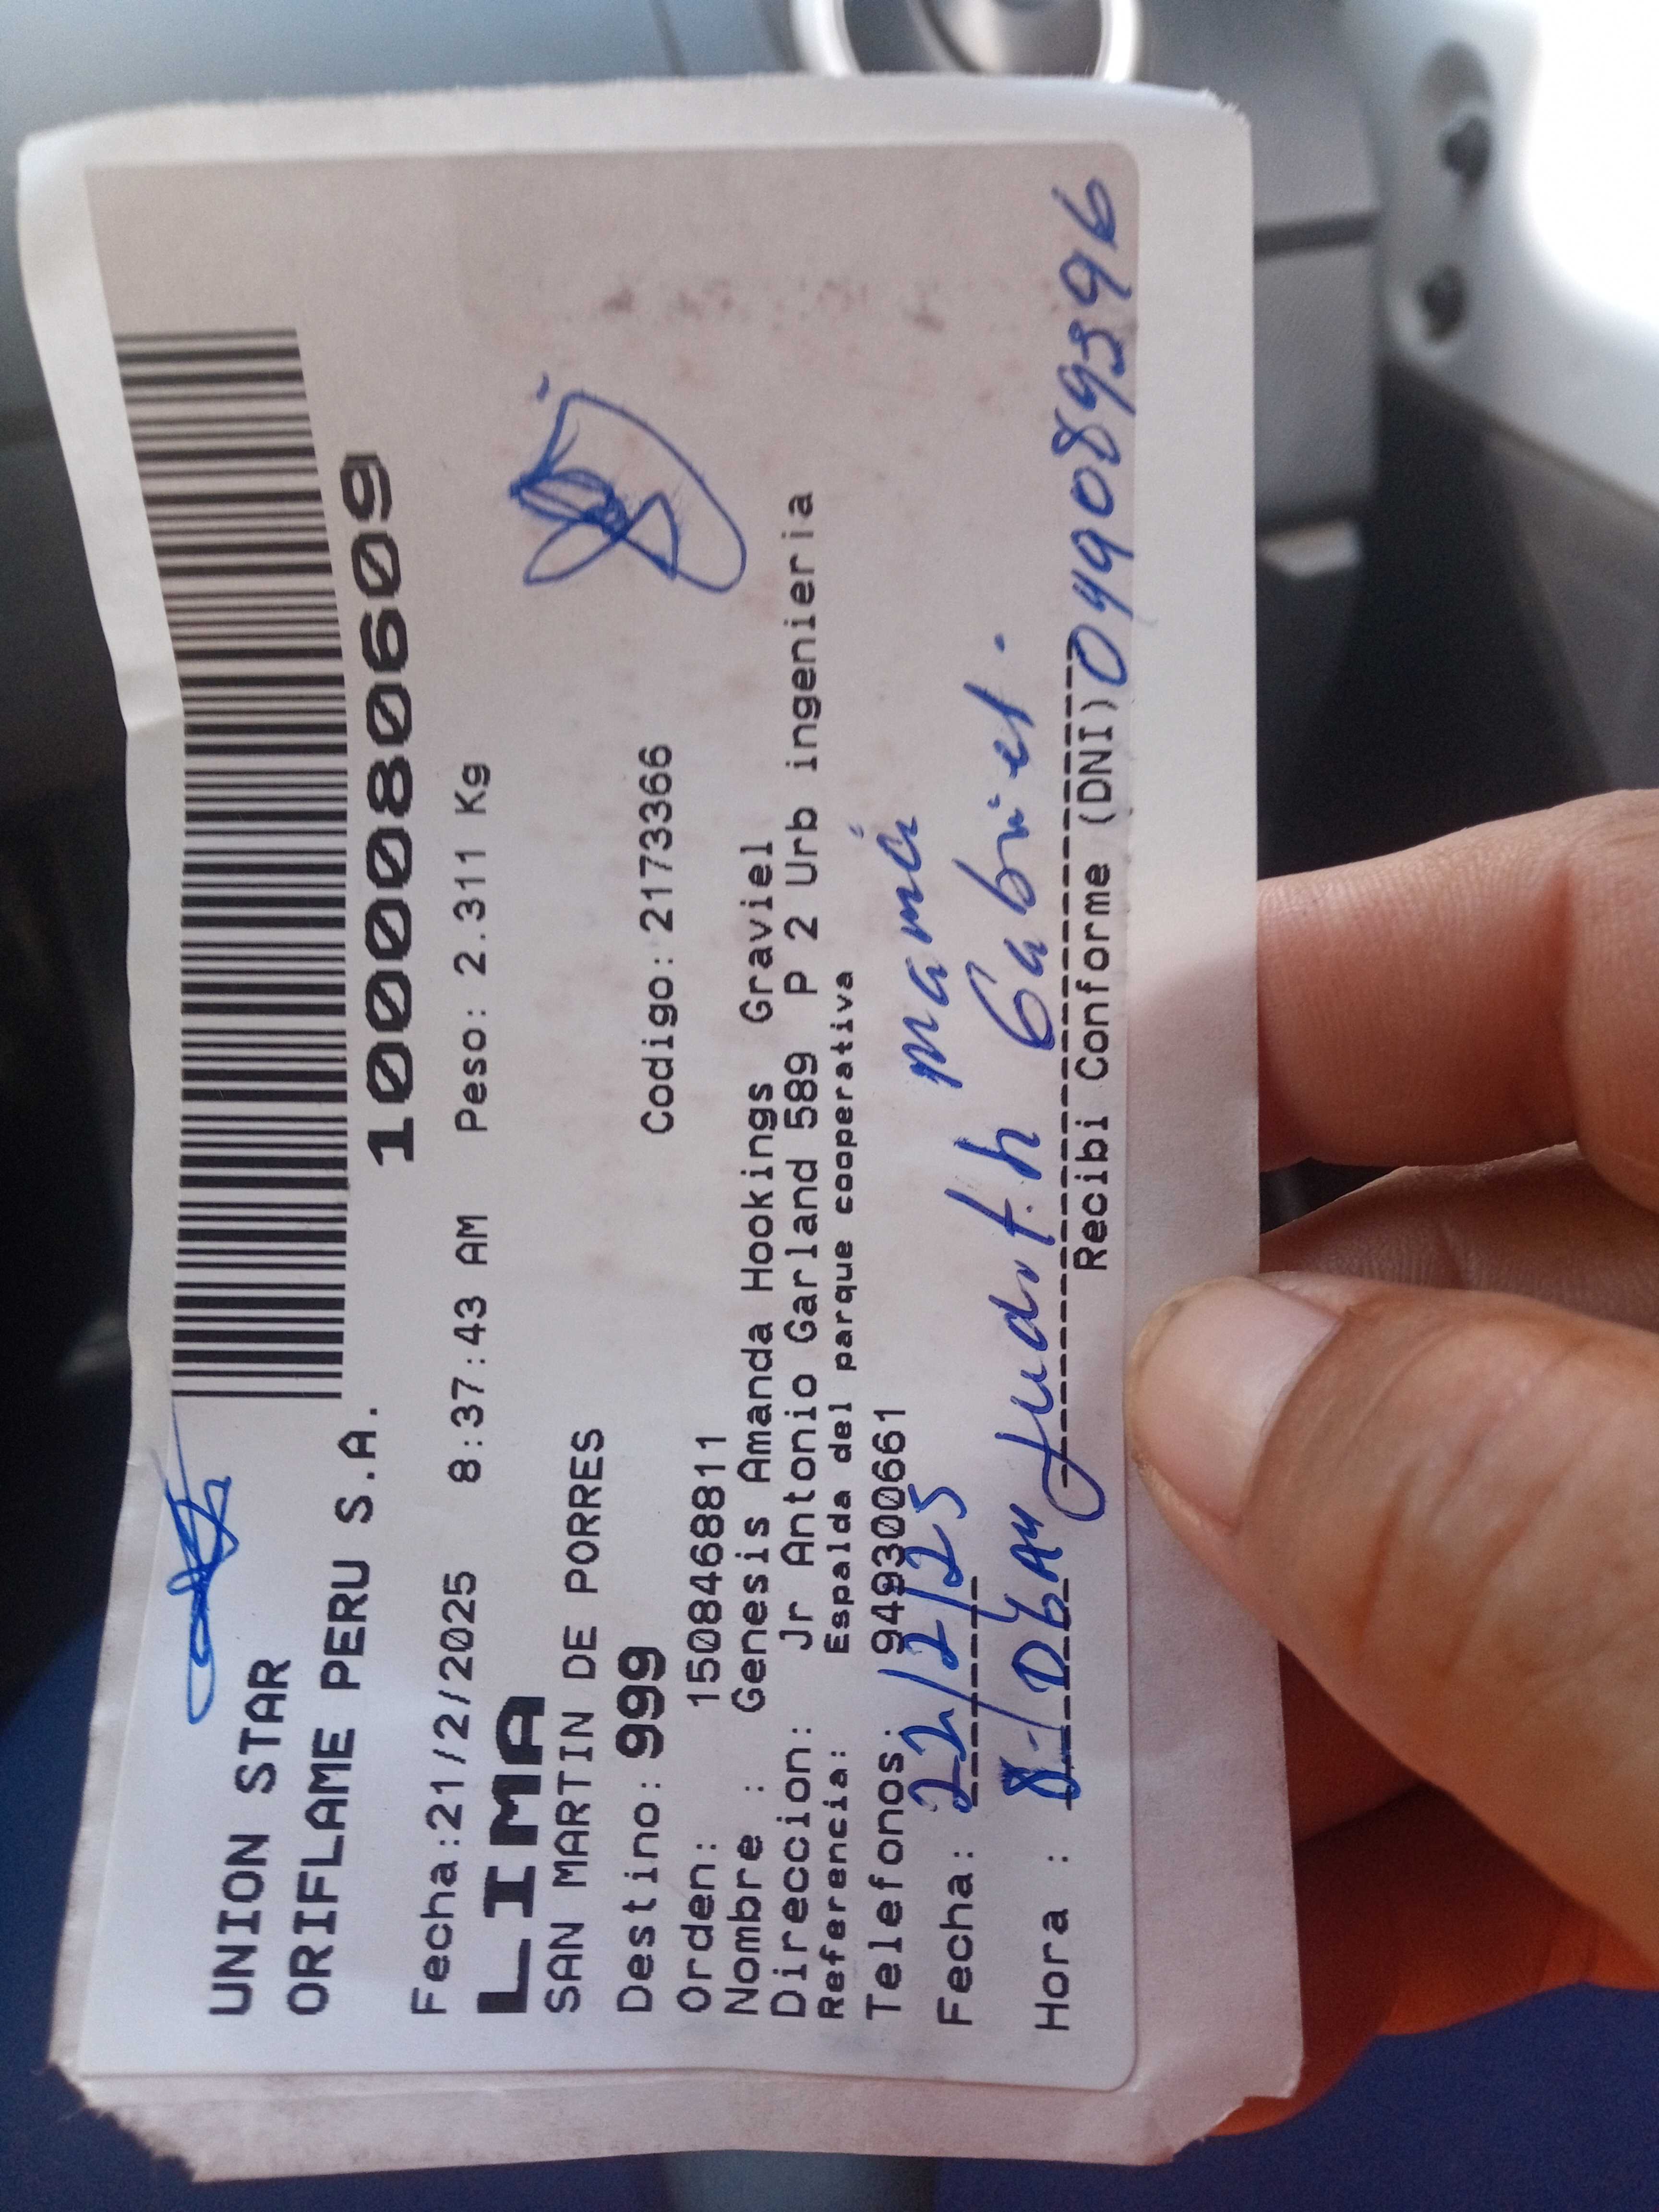 UNION STAR
ORIFLAME PERU S.A.
1000080609
Fecha:21/2/2025 8:37:43 AM Peso: 2.311 Kg
LIMA
SAN MARTIN DE PORRES
Destino: 999 Codigo: 2173366
Orden: 1508468811
Nombre : Genesis Amanda Hookings Graviel
Direccion: Jr Antonio Garland 589 P 2 Urb ingenieria
Referencia: Espalda del parque cooperativa
Telefonos: 949300661
Fecha: 22/2/25 mamá
Hora : Judith Gabriel.
Recibi Conforme (DNI)